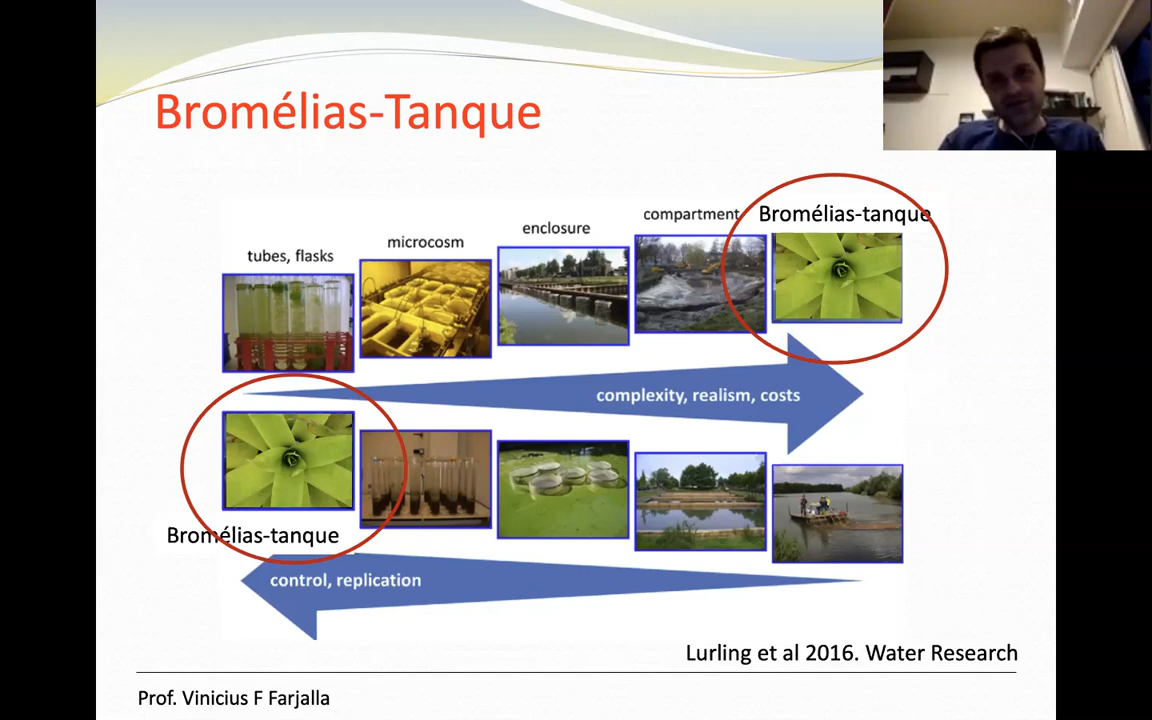 Bromélias-Tanque
tubes, flasks
microcosm
enclosure
compartment
Bromélias-tanque
complexity, realism, costs
Bromélias-tanque
control, replication
Lurling et al 2016. Water Research
Prof. Vinicius F Farjalla